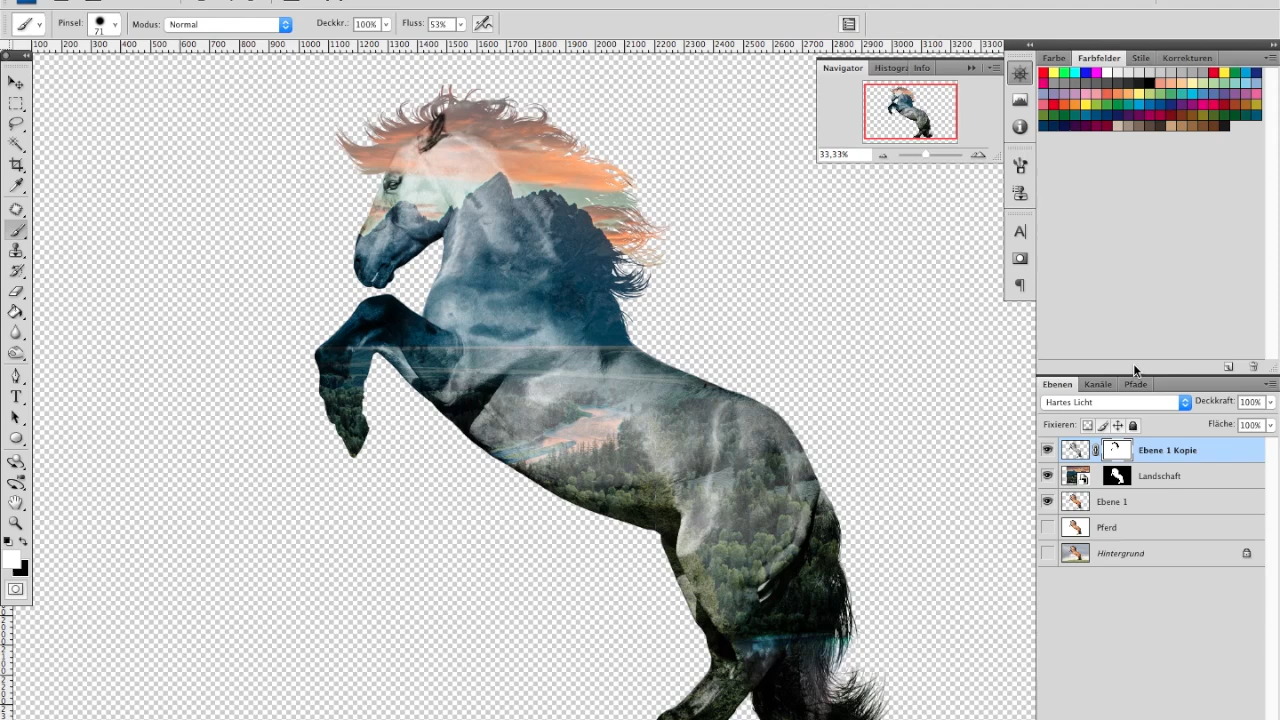 Pinsel: 71 Modus: Normal Deckkr.: 100% Fluss: 53%
100 200 300 400 500 600 700 800 900 1000 1100 1200 1300 1400 1500 1600 1700 1800 1900 2000 2100 2200 2300 2400 2500 2600 2700 2800 2900 3000 3100 3200 3300
Navigator Histogra Info
33,33%
Farbe Farbfelder Stile Korrekturen
Ebenen Kanäle Pfade
Hartes Licht Deckkraft: 100%
Fixieren: Fläche: 100%
Ebene 1 Kopie
Landschaft
Ebene 1
Pferd
Hintergrund